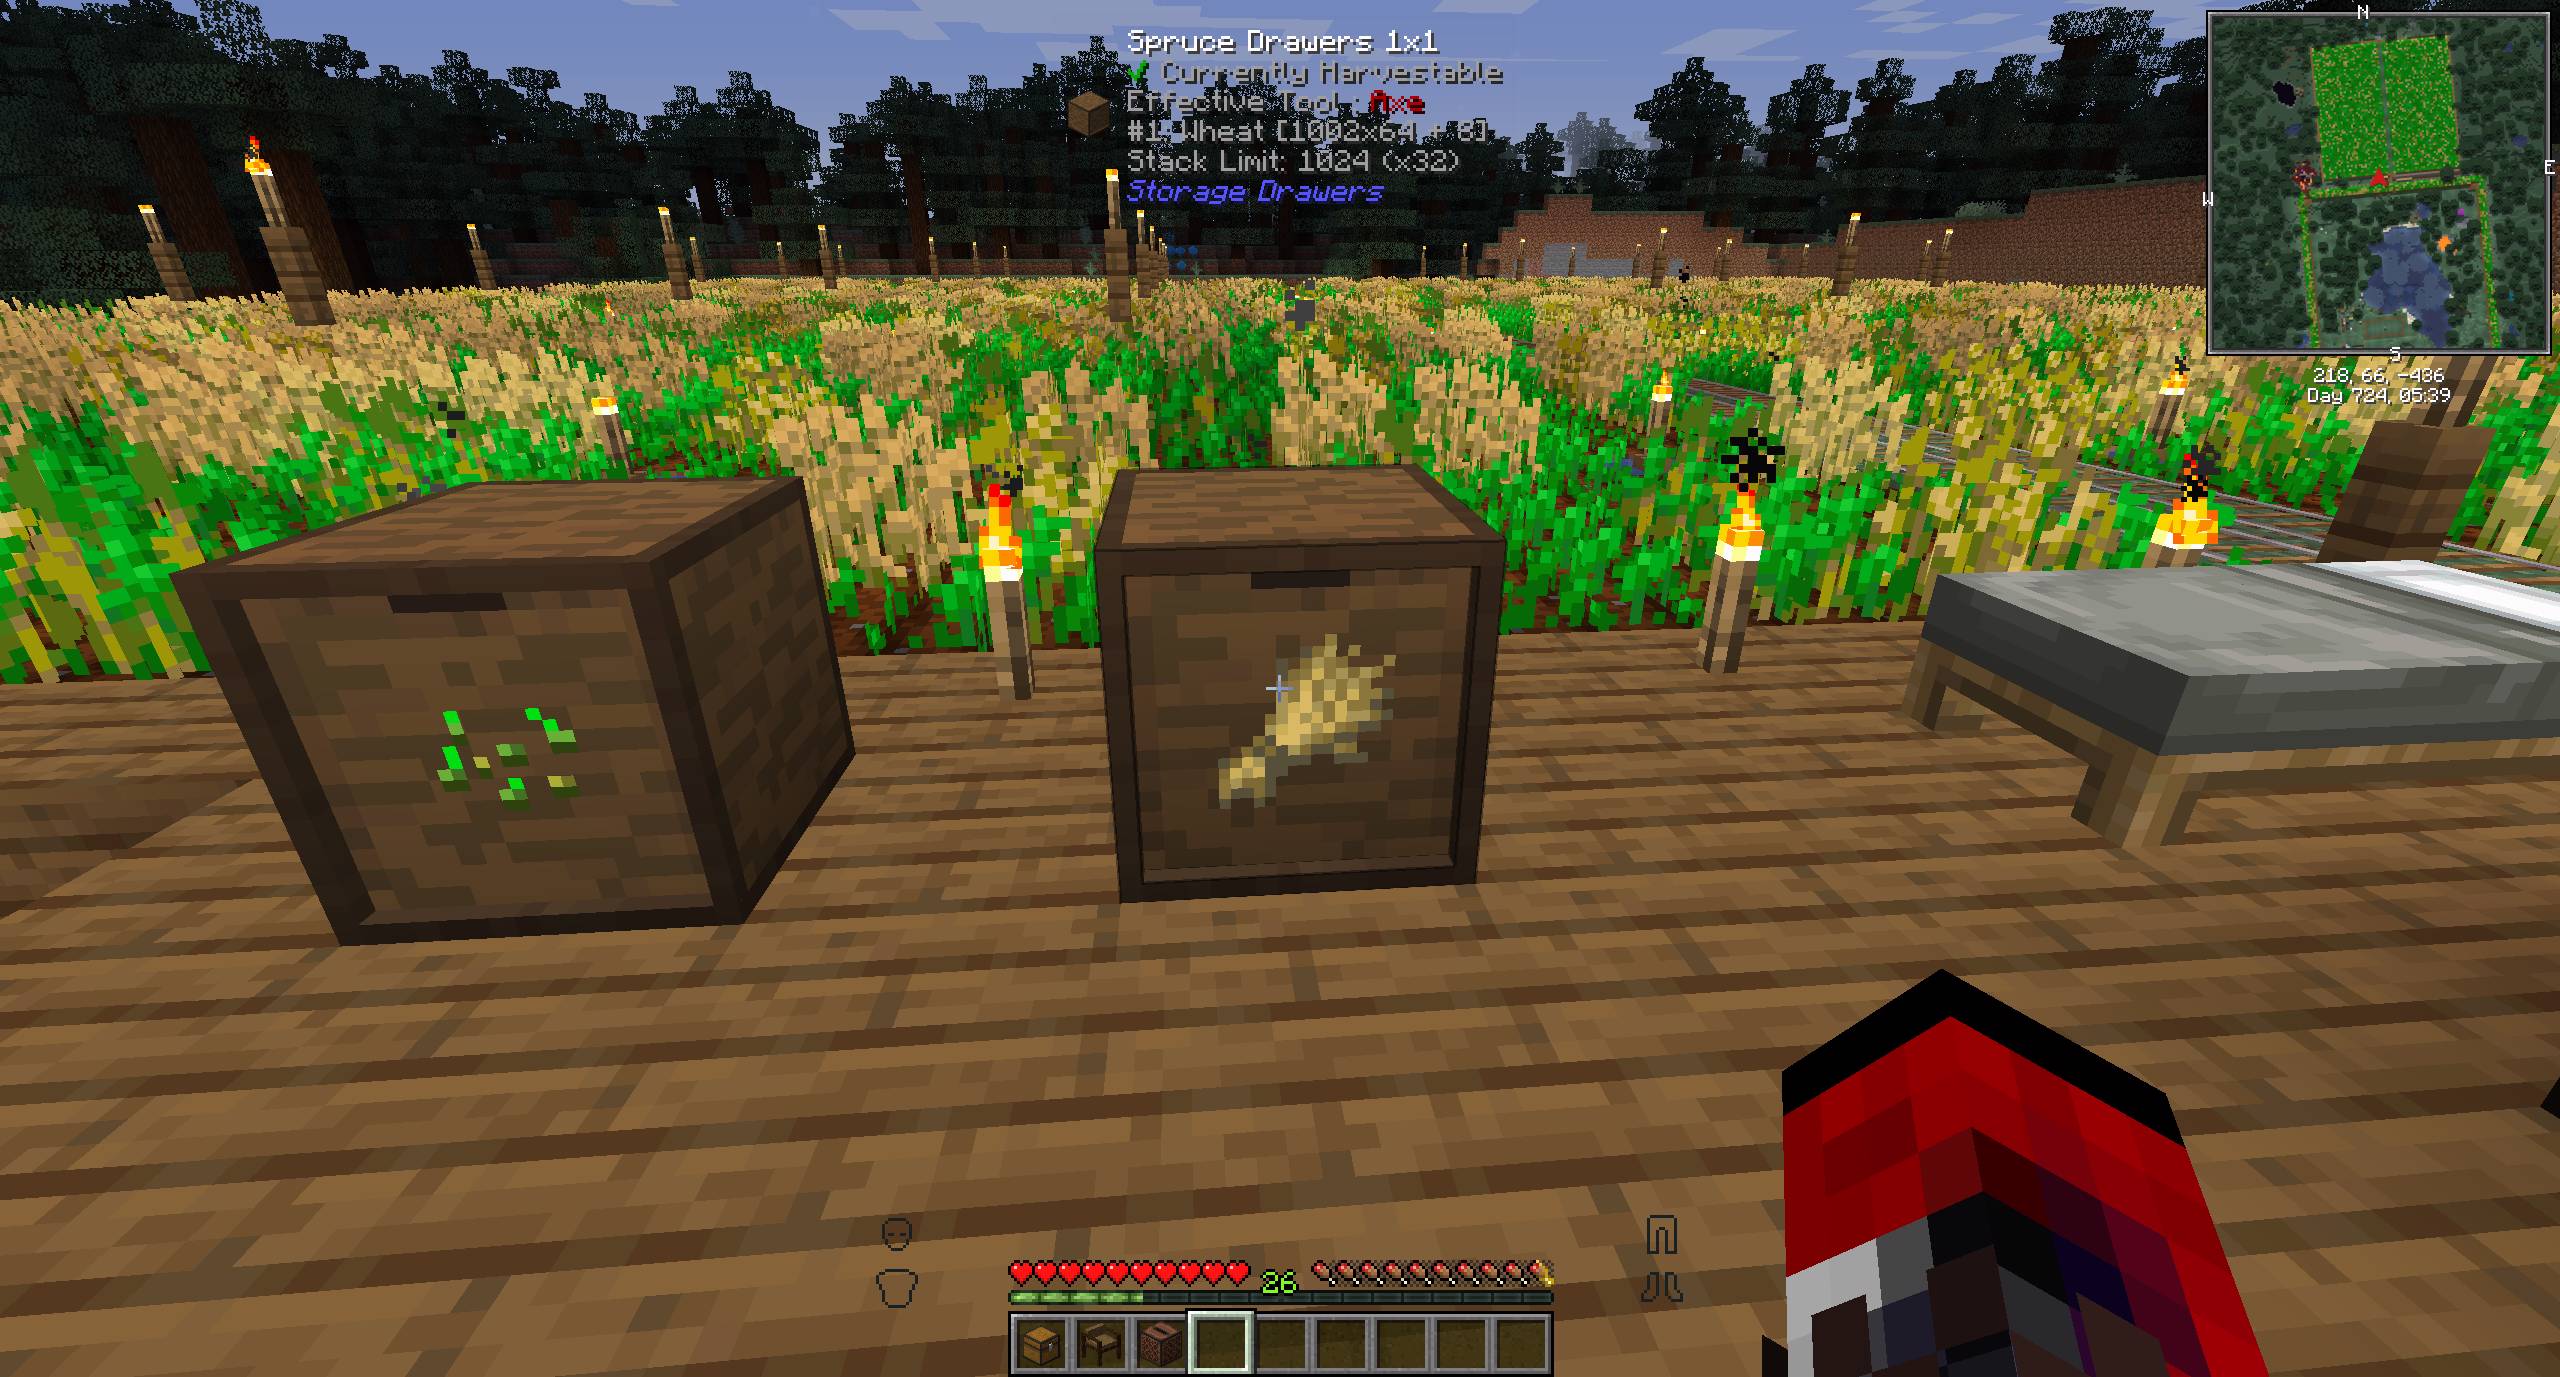 Spruce Drawers 1x1
✓ Currently Harvestable
Effective Tool : Axe
#1: Wheat [1002x64 + 8]
Stack Limit: 1024 (x32)
Storage Drawers
N
E
W
S
218, 66, -436
Day 724, 05:39
26